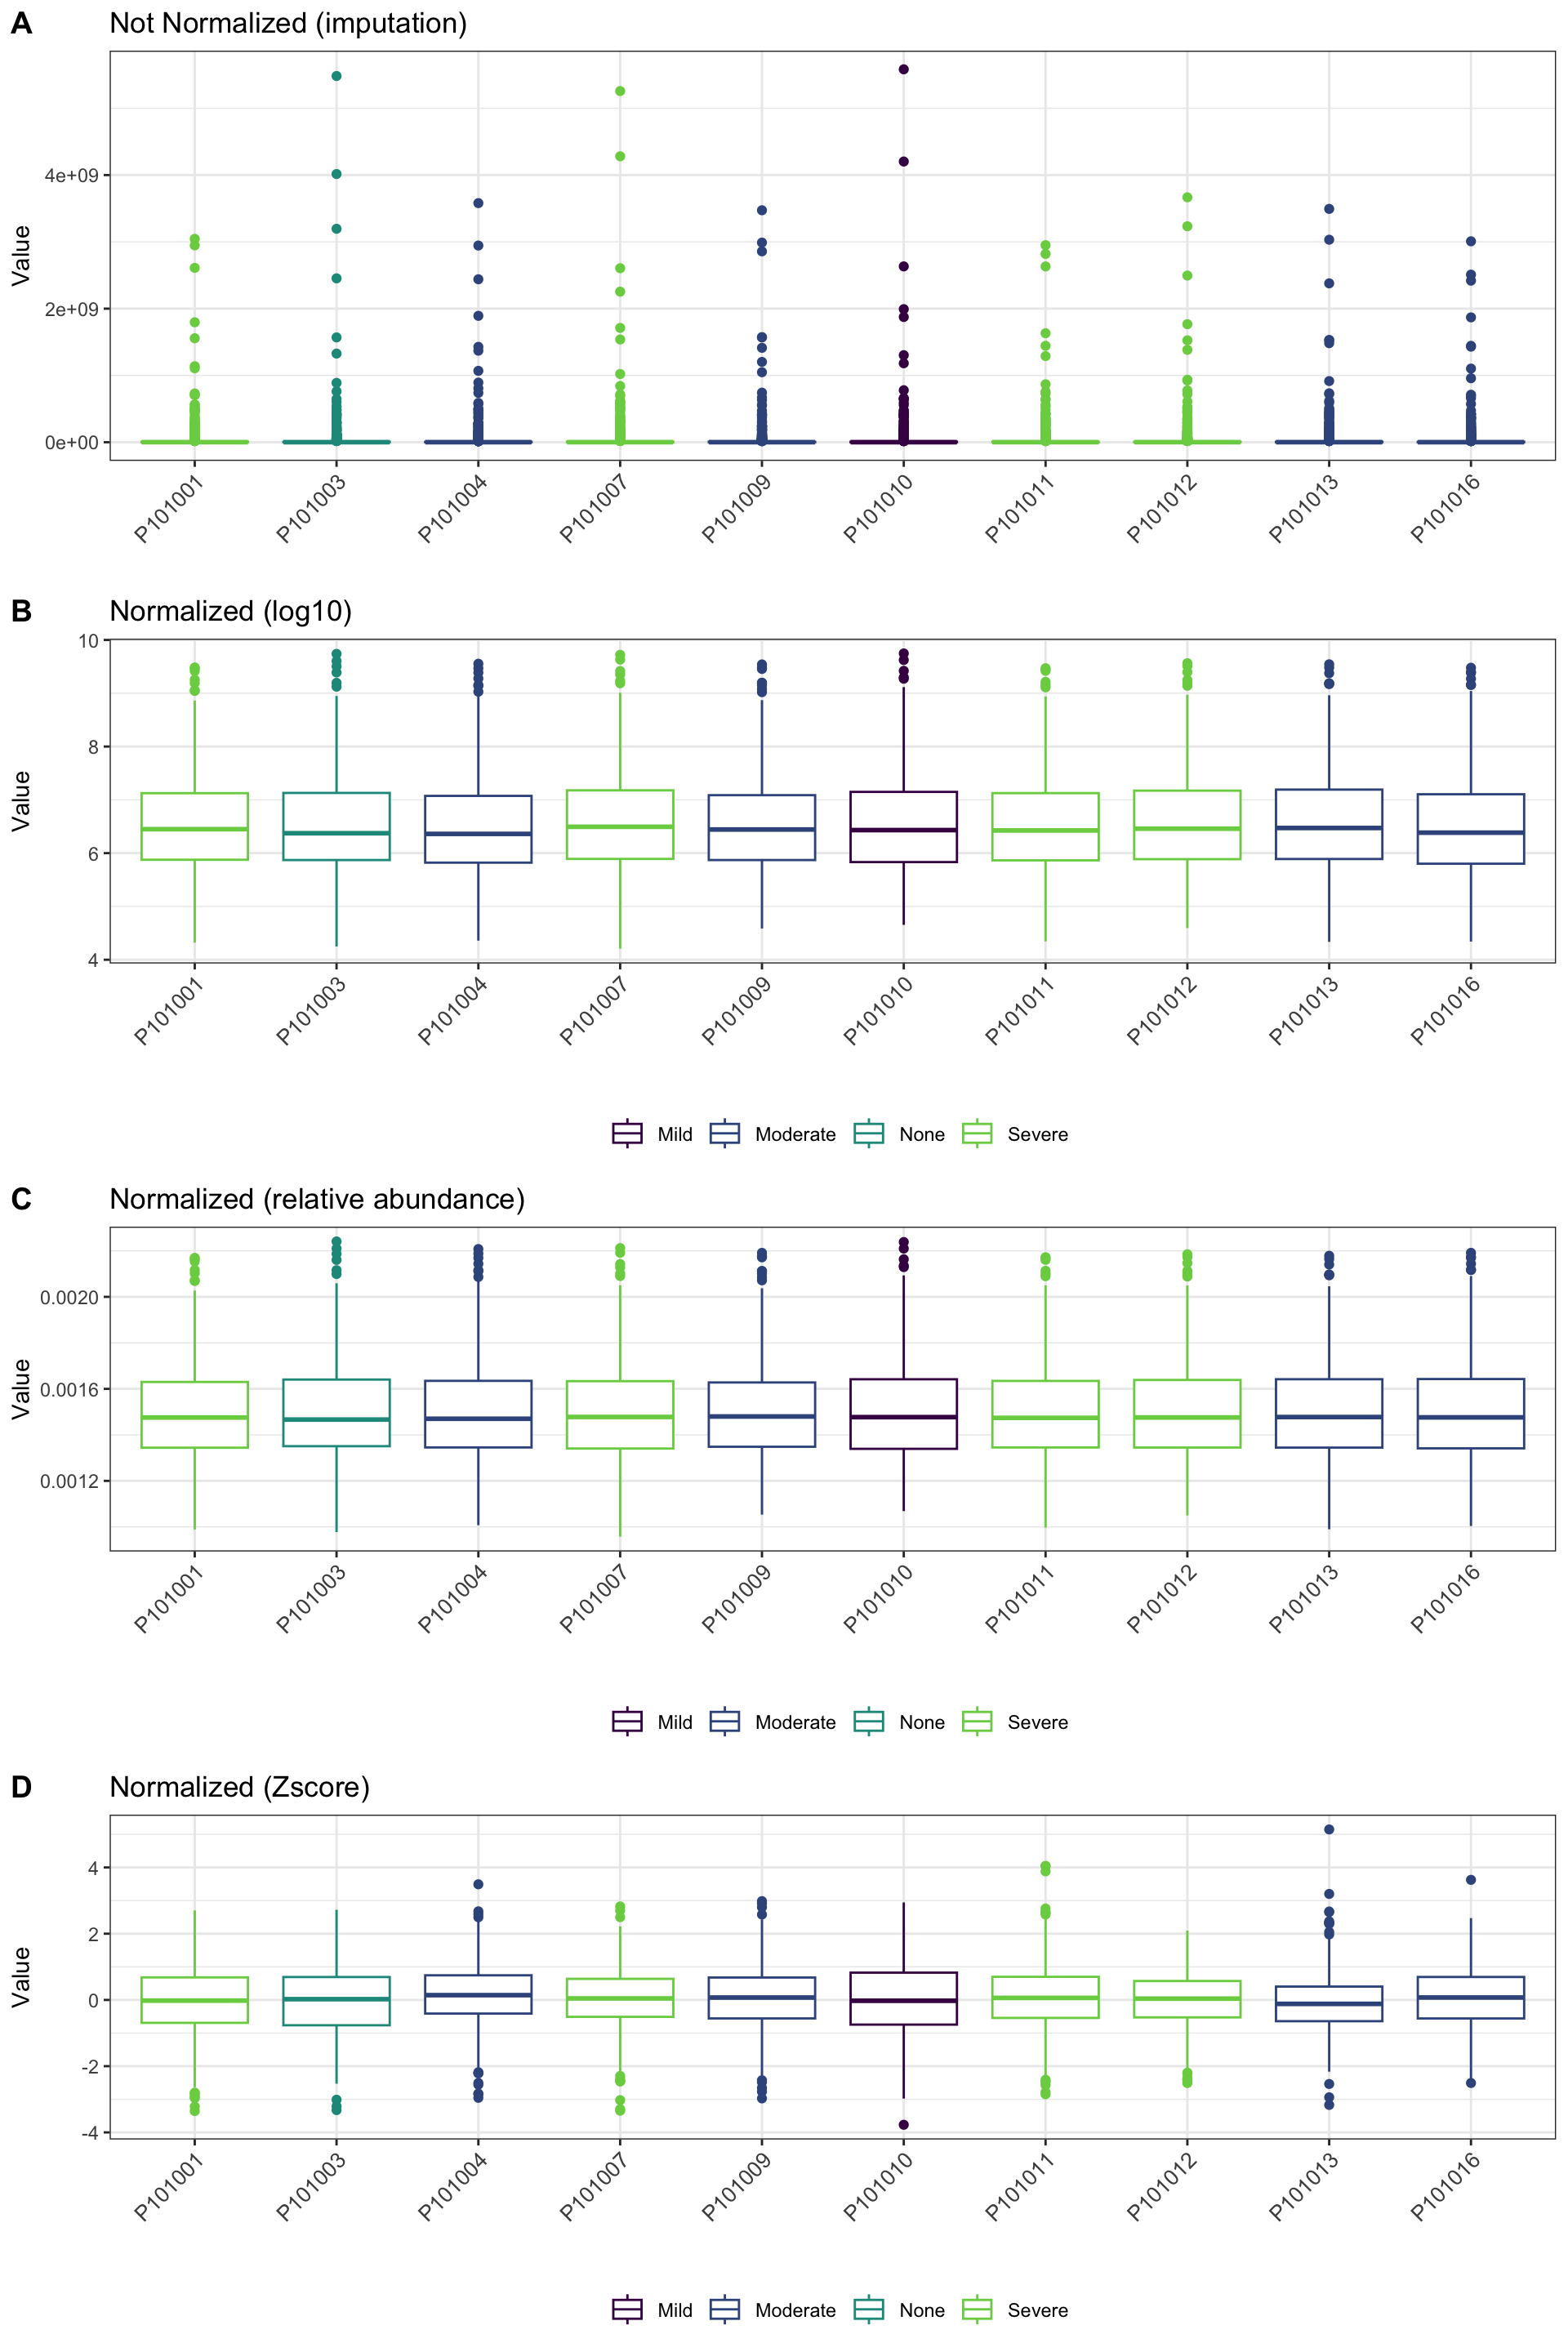 A Not Normalized (imputation)
Value
4e+09
2e+09
0e+00
P101001 P101003 P101004 P101007 P101009 P101010 P101011 P101012 P101013 P101016
B Normalized (log10)
Value
10
8
6
4
P101001 P101003 P101004 P101007 P101009 P101010 P101011 P101012 P101013 P101016
Mild Moderate None Severe
C Normalized (relative abundance)
Value
0.0020
0.0016
0.0012
P101001 P101003 P101004 P101007 P101009 P101010 P101011 P101012 P101013 P101016
Mild Moderate None Severe
D Normalized (Zscore)
Value
4
2
0
-2
-4
P101001 P101003 P101004 P101007 P101009 P101010 P101011 P101012 P101013 P101016
Mild Moderate None Severe